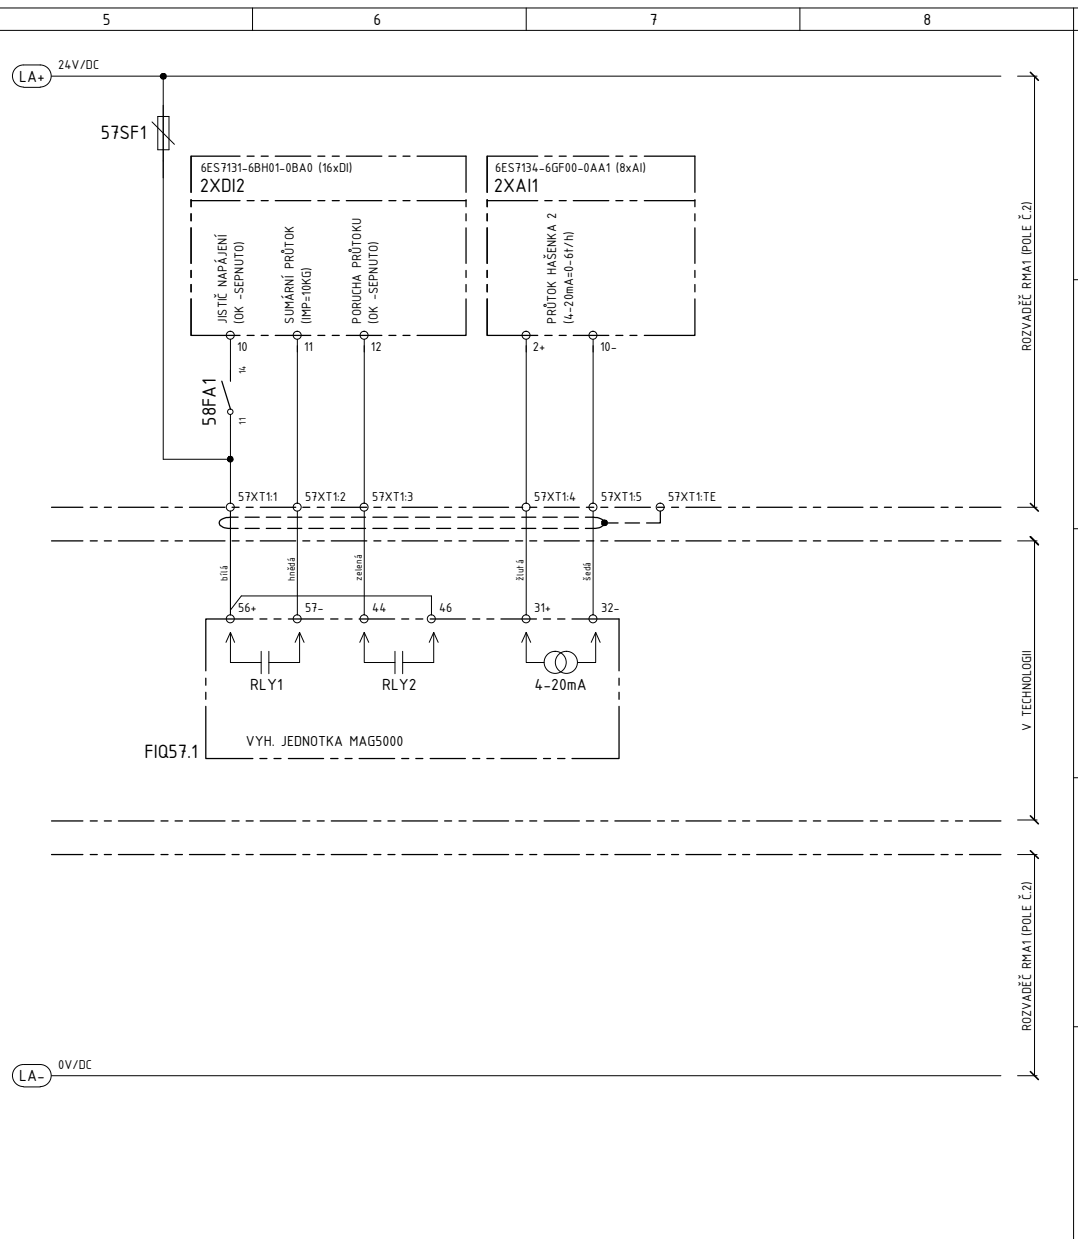 5
6
7
8
LA+
24V/DC
57SF1
6ES7131-6BH01-0BA0 (16xDI)
2XDI2
6ES7134-6GF00-0AA1 (8xAI)
2XAI1
JISTIČ NAPÁJENÍ
(OK -SEPNUTO)
SUMÁRNÍ PRŮTOK
(IMP=10KG)
PORUCHA PRŮTOKU
(OK -SEPNUTO)
PRŮTOK HAŠENKA 2
(4-20mA=0-6t/h)
ROZVADĚČ RMA1 (POLE Č.2)
10
11
12
2+
10-
14
58FA1
11
57XT1:1
57XT1:2
57XT1:3
57XT1:4
57XT1:5
57XT1:TE
bílá
hnědá
zelená
žlutá
šedá
56+
57-
44
46
31+
32-
RLY1
RLY2
4-20mA
V TECHNOLOGII
VYH. JEDNOTKA MAG5000
FIQ57.1
ROZVADĚČ RMA1 (POLE Č.2)
LA-
0V/DC